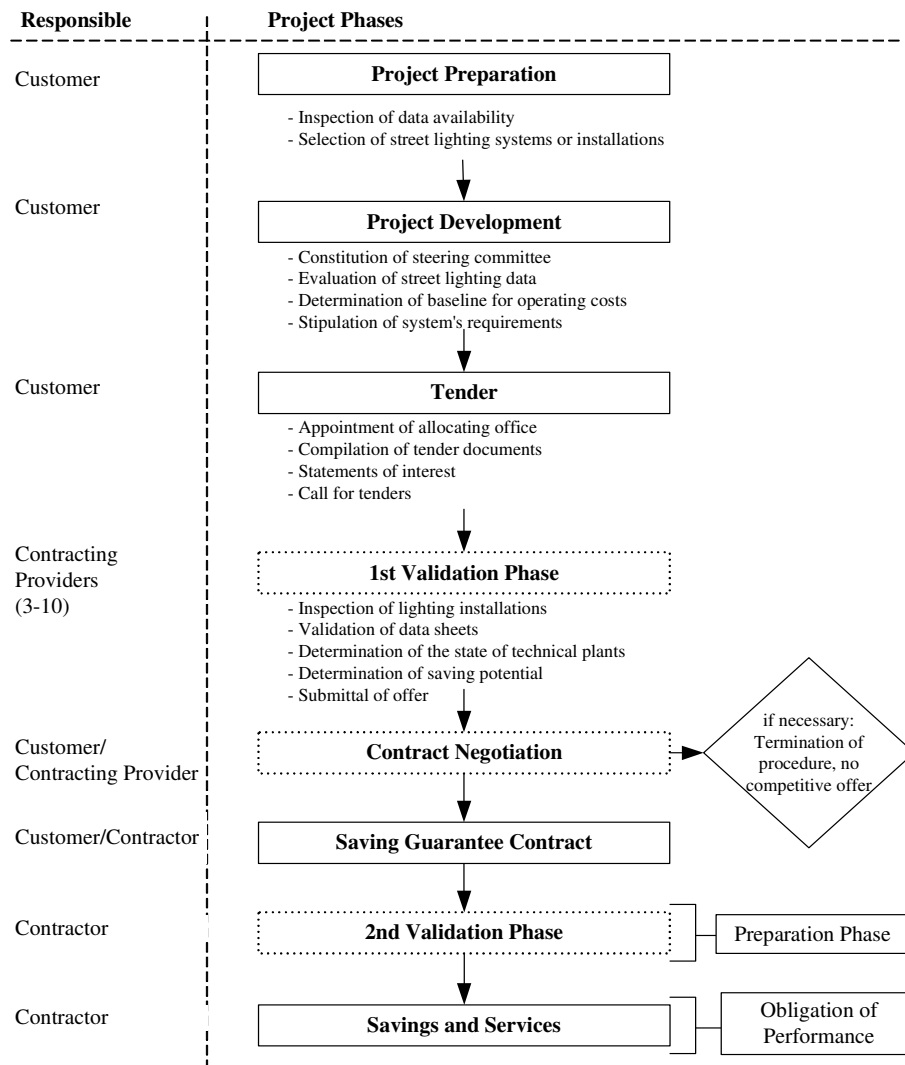 Responsible
Project Phases
Customer
Project Preparation
- Inspection of data availability
- Selection of street lighting systems or installations
Customer
Project Development
- Constitution of steering committee
- Evaluation of street lighting data
- Determination of baseline for operating costs
- Stipulation of system's requirements
Customer
Tender
- Appointment of allocating office
- Compilation of tender documents
- Statements of interest
- Call for tenders
Contracting
Providers
(3-10)
1st Validation Phase
- Inspection of lighting installations
- Validation of data sheets
- Determination of the state of technical plants
- Determination of saving potential
- Submittal of offer
Customer/
Contracting Provider
Contract Negotiation
if necessary:
Termination of
procedure, no
competitive offer
Customer/Contractor
Saving Guarantee Contract
Contractor
2nd Validation Phase
Preparation Phase
Contractor
Savings and Services
Obligation of
Performance